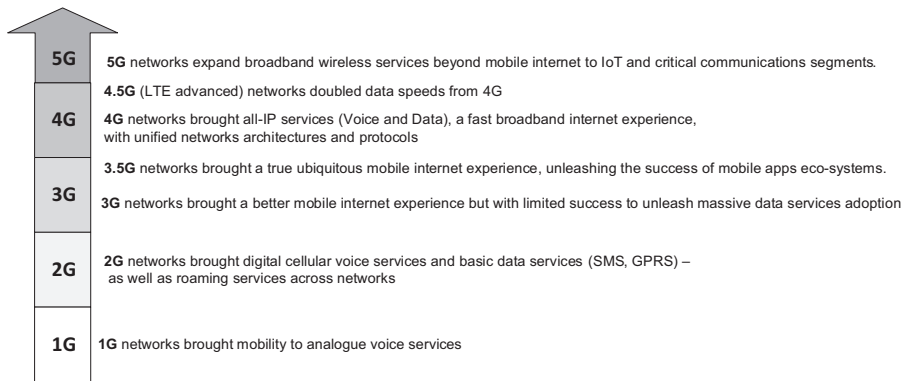 5G
5G networks expand broadband wireless services beyond mobile internet to IoT and critical communications segments.
4.5G (LTE advanced) networks doubled data speeds from 4G
4G
4G networks brought all-IP services (Voice and Data), a fast broadband internet experience,
with unified networks architectures and protocols
3.5G networks brought a true ubiquitous mobile internet experience, unleashing the success of mobile apps eco-systems.
3G
3G networks brought a better mobile internet experience but with limited success to unleash massive data services adoption
2G
2G networks brought digital cellular voice services and basic data services (SMS, GPRS) –
as well as roaming services across networks
1G
1G networks brought mobility to analogue voice services